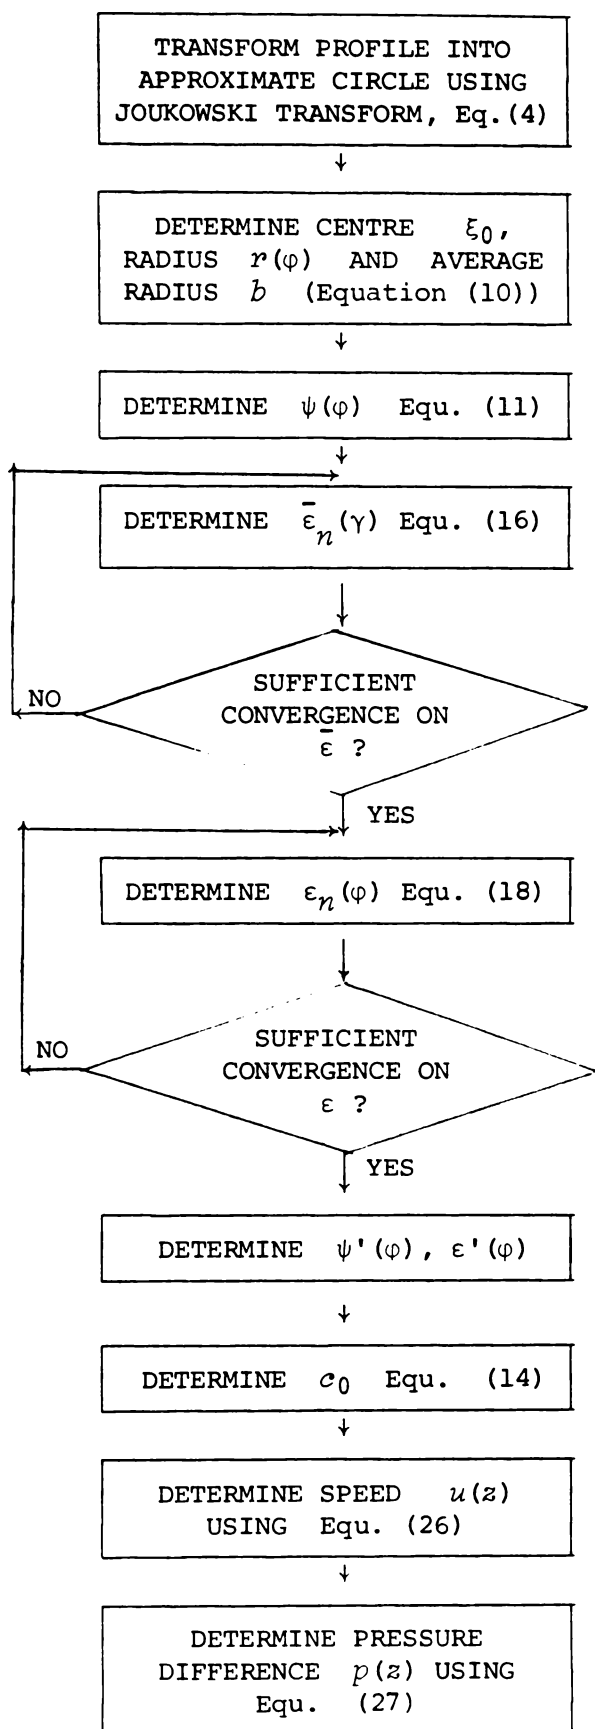 TRANSFORM PROFILE INTO
APPROXIMATE CIRCLE USING
JOUKOWSKI TRANSFORM, Eq.(4)
DETERMINE CENTRE ξ₀,
RADIUS r(φ) AND AVERAGE
RADIUS b (Equation (10))
DETERMINE ψ(φ) Equ. (11)
DETERMINE ε̄ₙ(γ) Equ. (16)
SUFFICIENT
CONVERGENCE ON
ε̄ ?
NO
YES
DETERMINE εₙ(φ) Equ. (18)
SUFFICIENT
CONVERGENCE ON
ε ?
NO
YES
DETERMINE ψ'(φ), ε'(φ)
DETERMINE c₀ Equ. (14)
DETERMINE SPEED u(z)
USING Equ. (26)
DETERMINE PRESSURE
DIFFERENCE p(z) USING
Equ. (27)